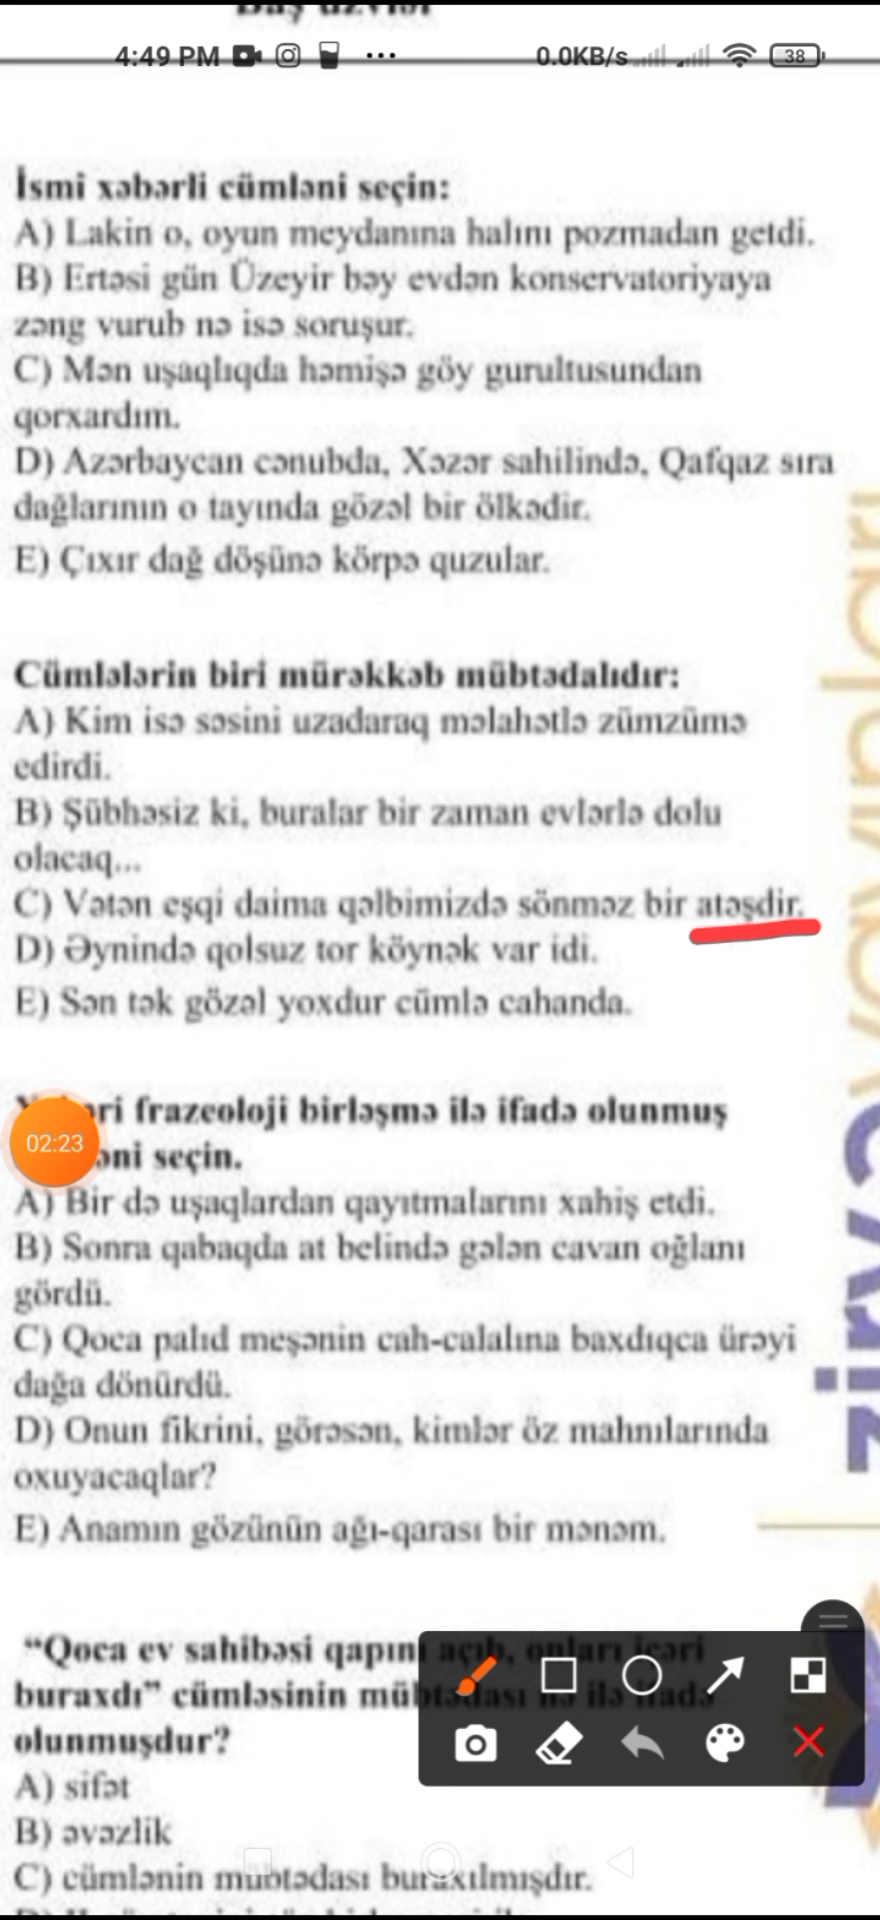 4:49 PM
0.0KB/s
38
İsmi xəbərli cümləni seçin:
A) Lakin o, oyun meydanına halını pozmadan getdi.
B) Ertəsi gün Üzeyir bəy evdən konservatoriyaya
zəng vurub nə isə soruşur.
C) Mən uşaqlıqda həmişə göy gurultusundan
qorxardım.
D) Azərbaycan cənubda, Xəzər sahilində, Qafqaz sıra
dağlarının o tayında gözəl bir ölkədir.
E) Çıxır dağ döşünə körpə quzular.
Cümlələrin biri mürəkkəb mübtədalıdır:
A) Kim isə səsini uzadaraq məlahətlə zümzümə
edirdi.
B) Şübhəsiz ki, buralar bir zaman evlərlə dolu
olacaq...
C) Vətən eşqi daima qəlbimizdə sönməz bir atəşdir.
D) Əynində qolsuz tor köynək var idi.
E) Sən tək gözəl yoxdur cümlə cahanda.
əri frazeoloji birləşmə ilə ifadə olunmuş
02:23
əni seçin.
A) Bir də uşaqlardan qayıtmalarını xahiş etdi.
B) Sonra qabaqda at belində gələn cavan oğlanı
gördü.
C) Qoca palıd meşənin cah-calalına baxdıqca ürəyi
dağa dönürdü.
D) Onun fikrini, görəsən, kimlər öz mahnılarında
oxuyacaqlar?
E) Anamın gözünün ağı-qarası bir mənəm.
“Qoca ev sahibəsi qapını açıb, onları içəri
buraxdı” cümləsinin mübtədası nə ilə ifadə
olunmuşdur?
A) sifət
B) əvəzlik
C) cümlənin mübtədası buraxılmışdır.